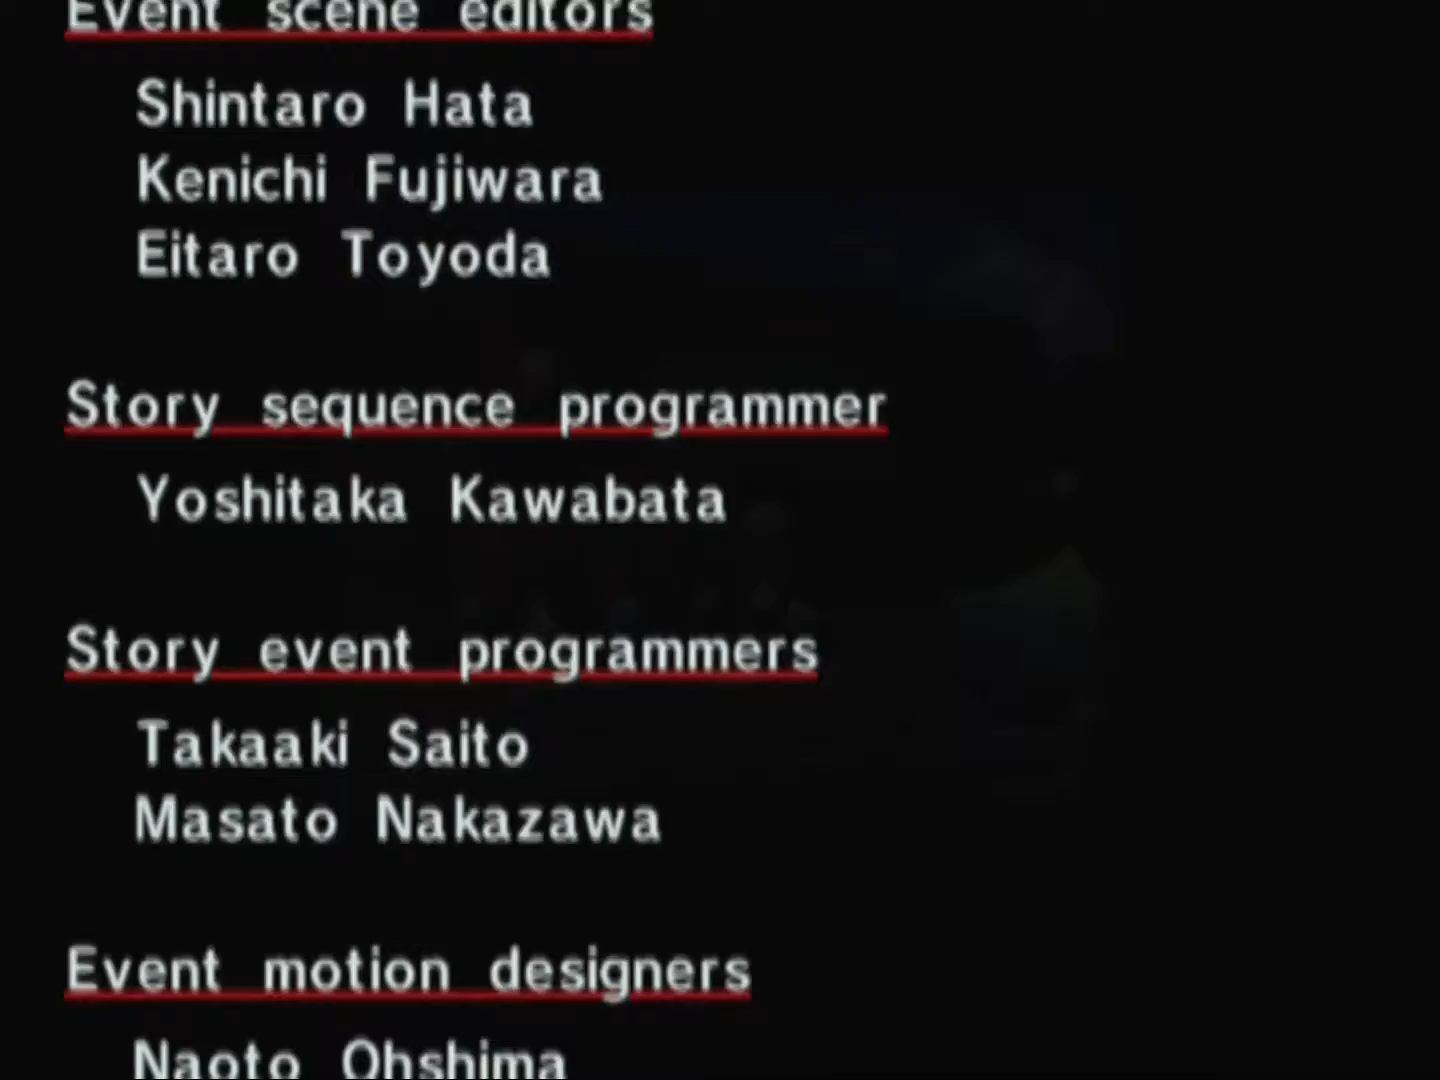 Event scene editors
Shintaro Hata
Kenichi Fujiwara
Eitaro Toyoda
Story sequence programmer
Yoshitaka Kawabata
Story event programmers
Takaaki Saito
Masato Nakazawa
Event motion designers
Naoto Ohshima